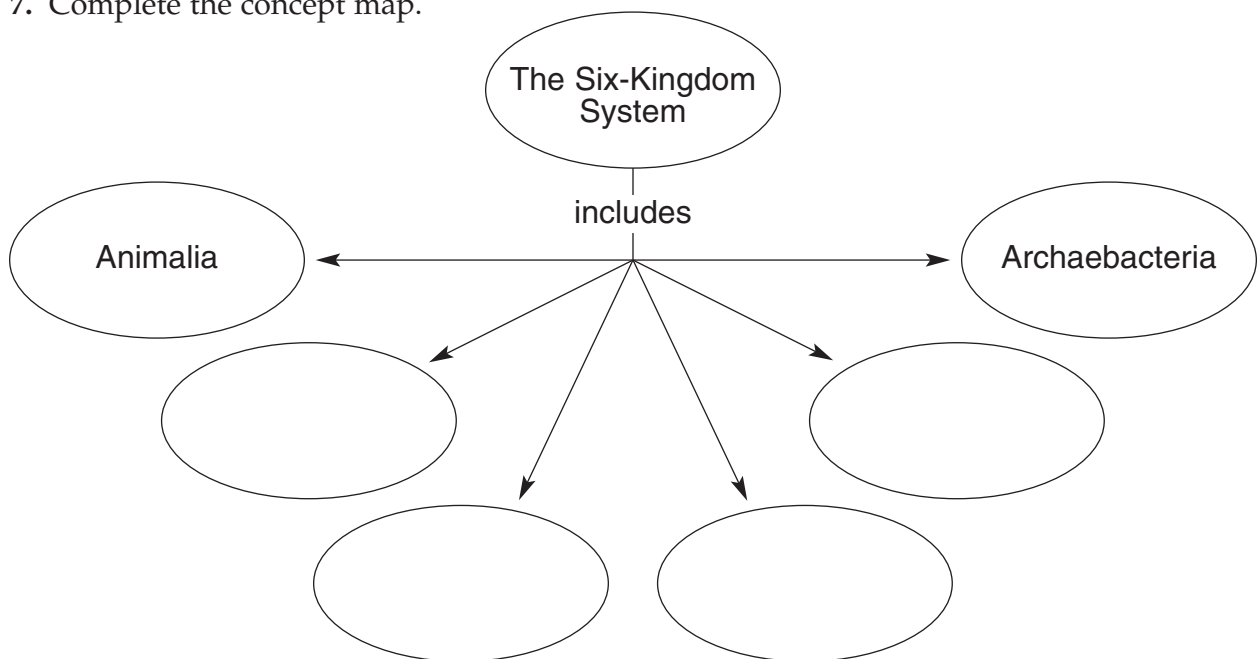 7. Complete the concept map.
The Six-Kingdom
System
includes
Animalia
Archaebacteria